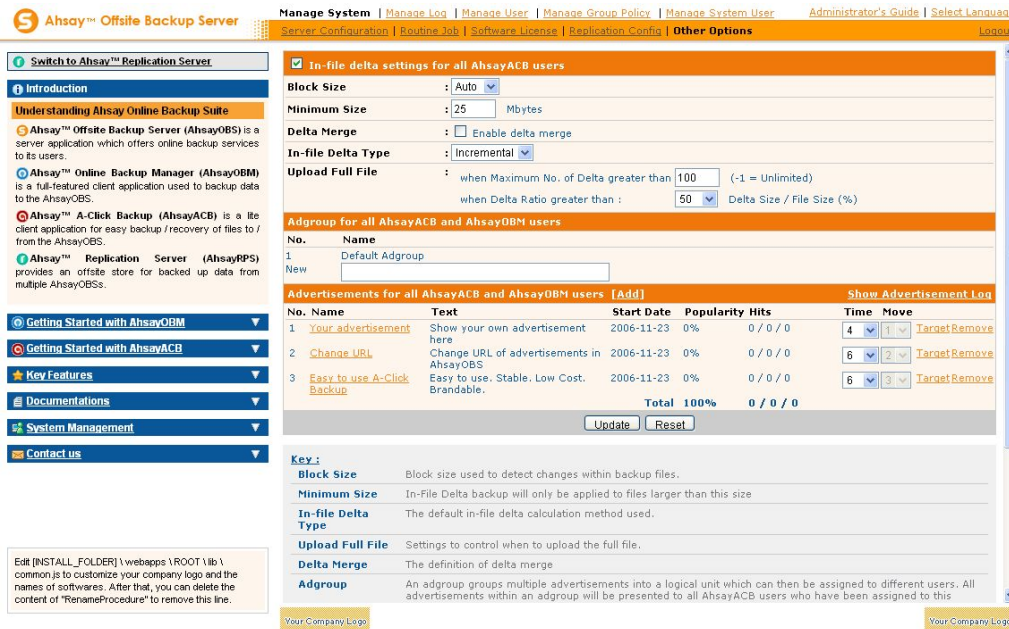 Ahsay™ Offsite Backup Server
Manage System | Manage Log | Manage User | Manage Group Policy | Manage System User
Administrator's Guide | Select Languag
Server Configuration | Routine Job | Software License | Replication Config | Other Options
Logou
Switch to Ahsay™ Replication Server
Introduction
Understanding Ahsay Online Backup Suite
Ahsay™ Offsite Backup Server (AhsayOBS) is a
server application which offers online backup services
to its users.
Ahsay™ Online Backup Manager (AhsayOBM)
is a full-featured client application used to backup data
to the AhsayOBS.
Ahsay™ A-Click Backup (AhsayACB) is a lite
client application for easy backup / recovery of files to /
from the AhsayOBS.
Ahsay™ Replication Server (AhsayRPS)
provides an offsite store for backed up data from
multiple AhsayOBSs.
Getting Started with AhsayOBM
Getting Started with AhsayACB
Key Features
Documentations
System Management
Contact us
Edit [INSTALL_FOLDER] \ webapps \ ROOT \ lib \
common.js to customize your company logo and the
names of softwares. After that, you can delete the
content of "RenameProcedure" to remove this line.
In-file delta settings for all AhsayACB users
Block Size : Auto
Minimum Size : 25 Mbytes
Delta Merge : Enable delta merge
In-file Delta Type : Incremental
Upload Full File : when Maximum No. of Delta greater than 100 (-1 = Unlimited)
when Delta Ratio greater than : 50 Delta Size / File Size (%)
Adgroup for all AhsayACB and AhsayOBM users
No. Name
1 Default Adgroup
New
Advertisements for all AhsayACB and AhsayOBM users [Add] Show Advertisement Log
No. Name Text Start Date Popularity Hits Time Move
1 Your advertisement Show your own advertisement 2006-11-23 0% 0 / 0 / 0 4 1 Target Remove
here
2 Change URL Change URL of advertisements in 2006-11-23 0% 0 / 0 / 0 6 2 Target Remove
AhsayOBS
3 Easy to use A-Click Easy to use. Stable. Low Cost. 2006-11-23 0% 0 / 0 / 0 6 3 Target Remove
Backup Brandable.
Total 100% 0 / 0 / 0
Update Reset
Key :
Block Size Block size used to detect changes within backup files.
Minimum Size In-File Delta backup will only be applied to files larger than this size
In-file Delta The default in-file delta calculation method used.
Type
Upload Full File Settings to control when to upload the full file.
Delta Merge The definition of delta merge
Adgroup An adgroup groups multiple advertisements into a logical unit which can then be assigned to different users. All
advertisements within an adgroup will be presented to all AhsayACB users who have been assigned to this
Your Company Logo
Your Company Logo